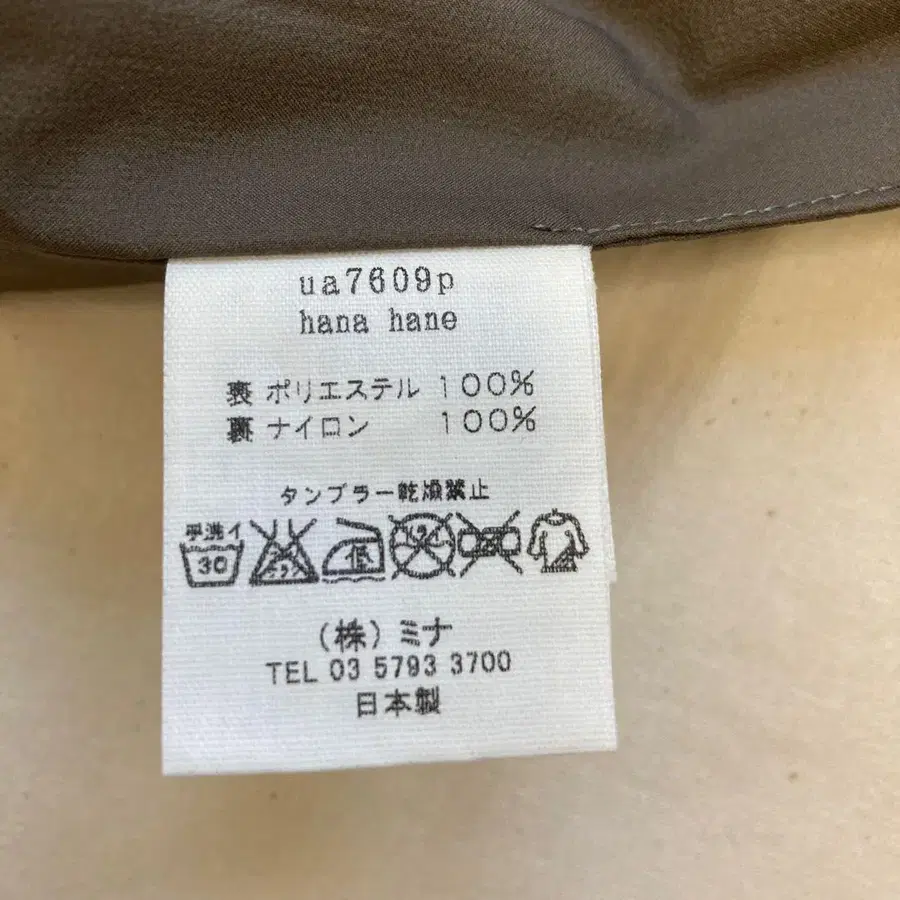 ua7609p
hana hane
表 ポリエステル 100%
裏 ナイロン 100%
タンブラー乾燥禁止
手洗イ
30
低
(株)ミナ
TEL 03 5793 3700
日本製